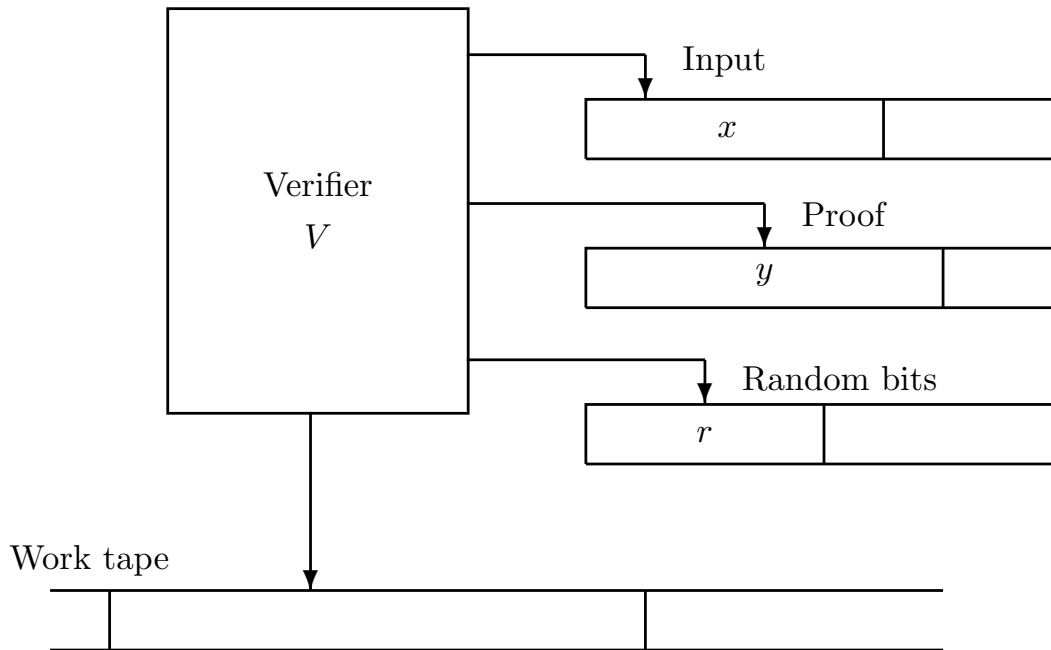 Input
x
Verifier
V
Proof
y
Random bits
r
Work tape